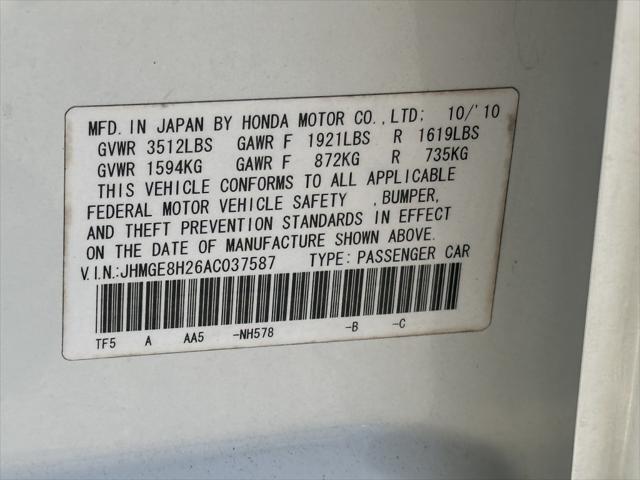 MFD. IN JAPAN BY HONDA MOTOR CO., LTD; 10/'10
GVWR 3512LBS GAWR F 1921LBS R 1619LBS
GVWR 1594KG GAWR F 872KG R 735KG
THIS VEHICLE CONFORMS TO ALL APPLICABLE
FEDERAL MOTOR VEHICLE SAFETY , BUMPER,
AND THEFT PREVENTION STANDARDS IN EFFECT
ON THE DATE OF MANUFACTURE SHOWN ABOVE.
V.I.N.:JHMGE8H26AC037587 TYPE: PASSENGER CAR
TF5 A AA5 -NH578 -B -C